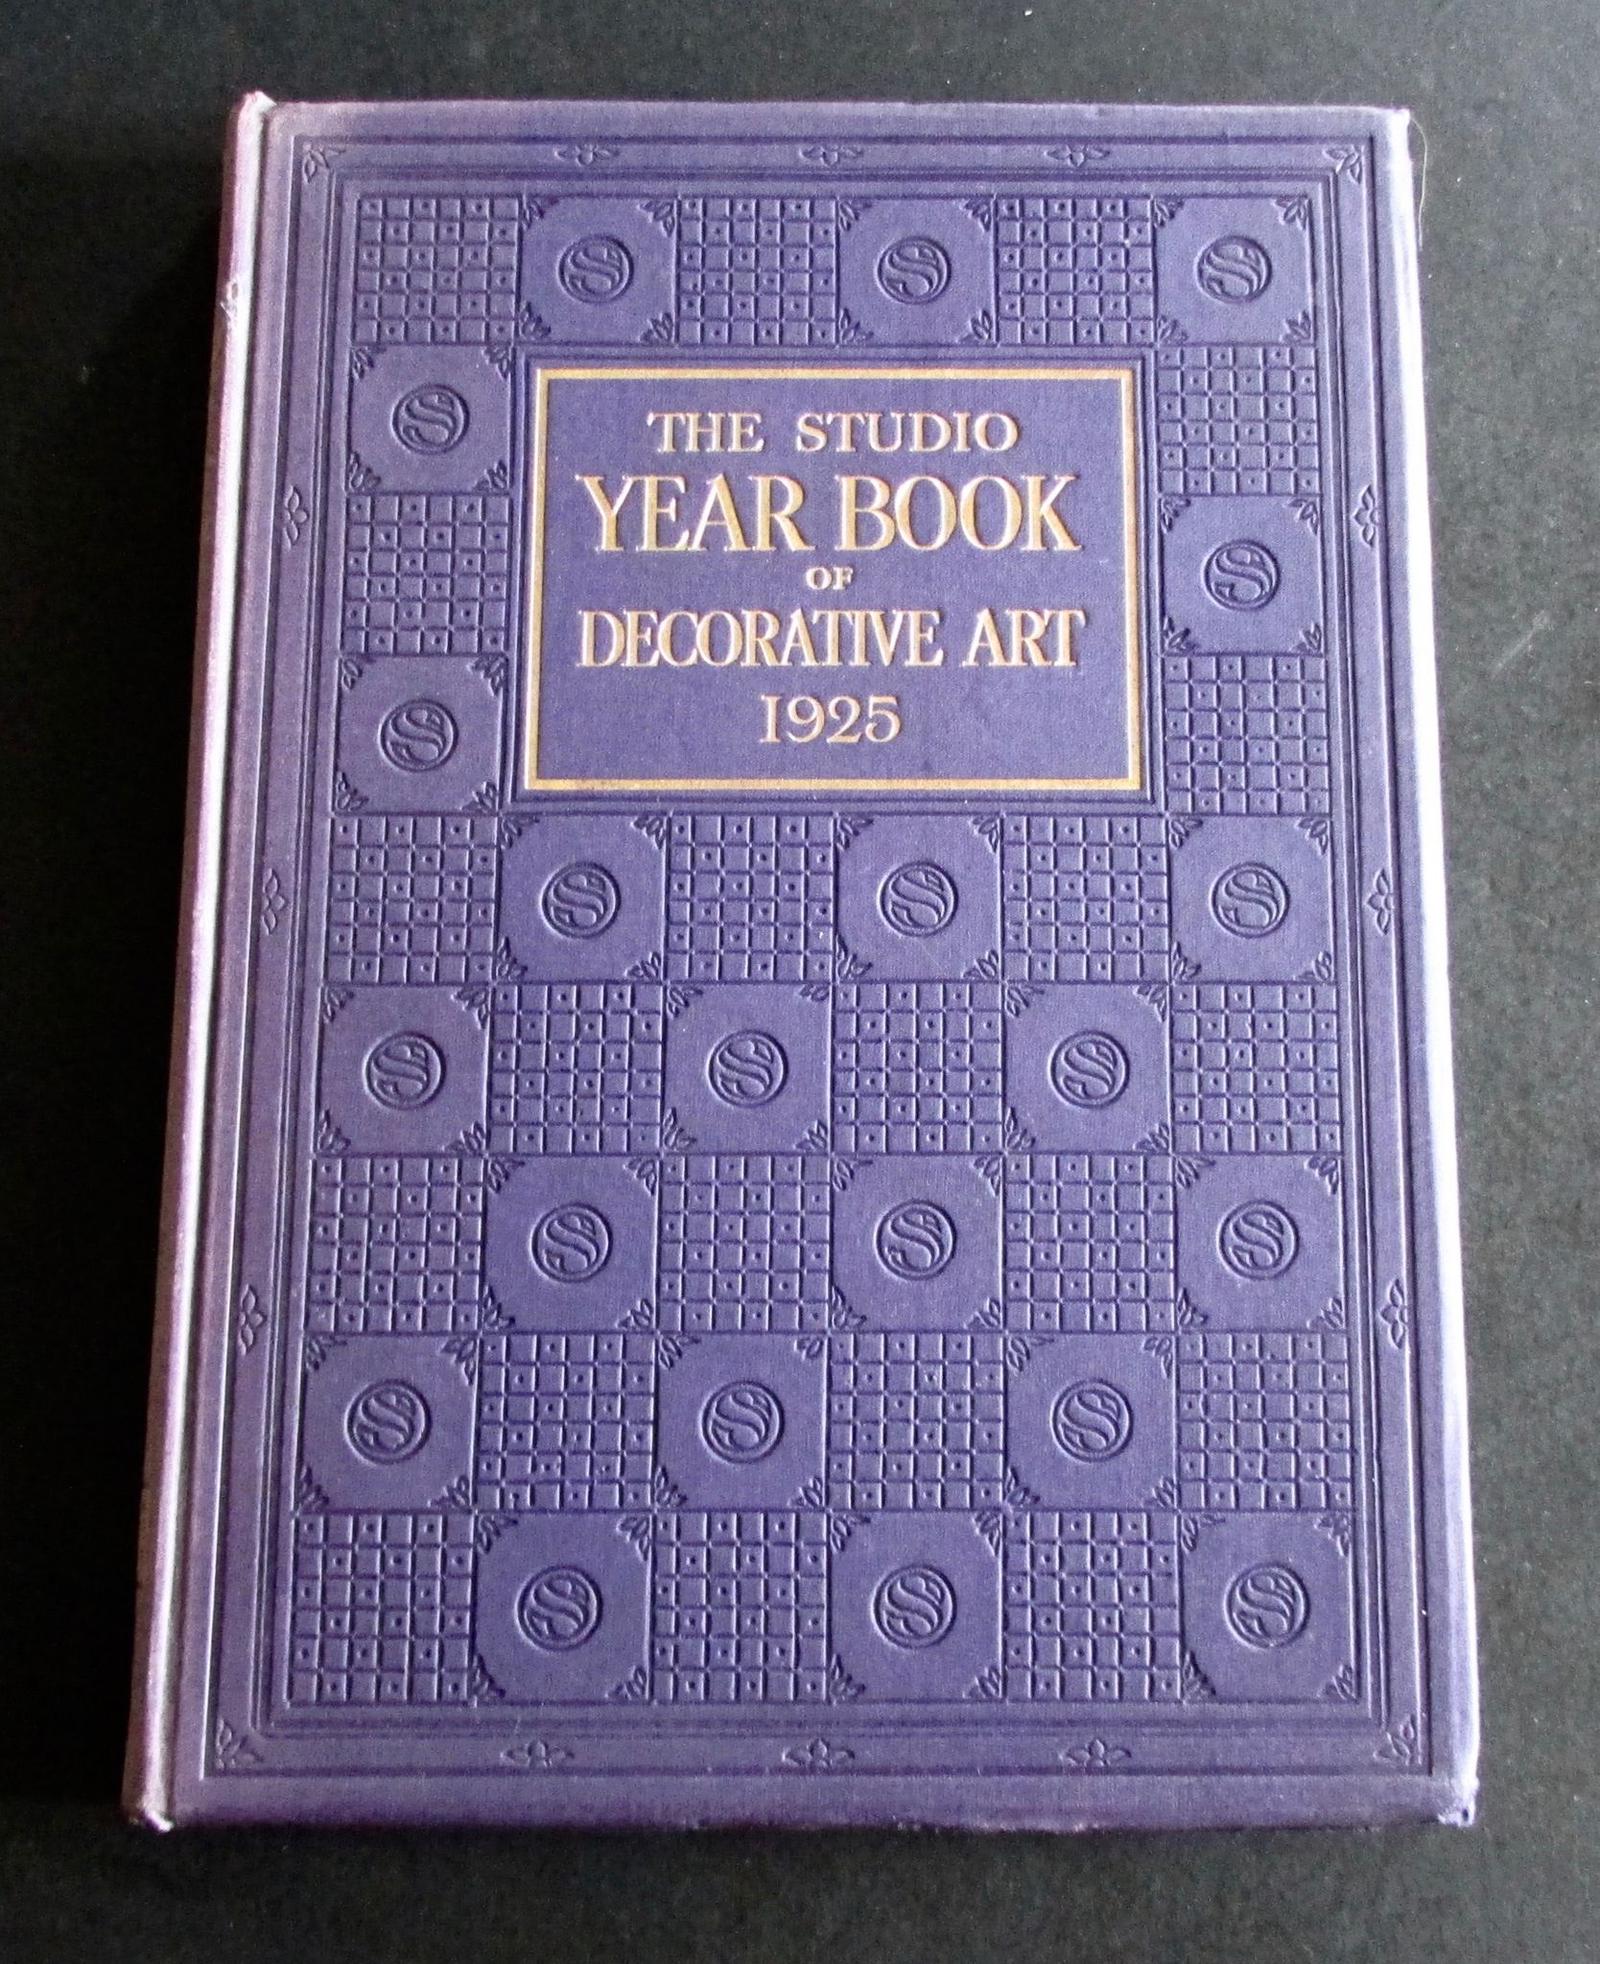 THE STUDIO
YEAR BOOK
OF
DECORATIVE ART
1925